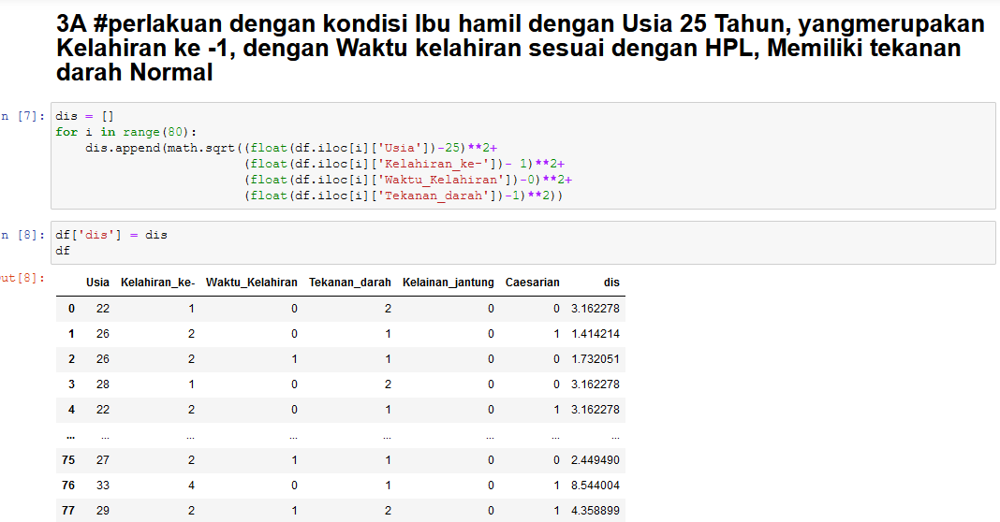 3A #perlakuan dengan kondisi Ibu hamil dengan Usia 25 Tahun, yangmerupakan
Kelahiran ke -1, dengan Waktu kelahiran sesuai dengan HPL, Memiliki tekanan
darah Normal
n [7]: dis = []
for i in range(80):
dis.append(math.sqrt((float(df.iloc[i]['Usia'])-25)**2+
(float(df.iloc[i]['Kelahiran_ke-'])- 1)**2+
(float(df.iloc[i]['Waktu_Kelahiran'])-0)**2+
(float(df.iloc[i]['Tekanan_darah'])-1)**2))
n [8]: df['dis'] = dis
df
ut[8]:
Usia Kelahiran_ke- Waktu_Kelahiran Tekanan_darah Kelainan_jantung Caesarian dis
0 22 1 0 2 0 0 3.162278
1 26 2 0 1 0 1 1.414214
2 26 2 1 1 0 0 1.732051
3 28 1 0 2 0 0 3.162278
4 22 2 0 1 0 1 3.162278
... ... ... ... ... ... ... ...
75 27 2 1 1 0 0 2.449490
76 33 4 0 1 0 1 8.544004
77 29 2 1 2 0 1 4.358899